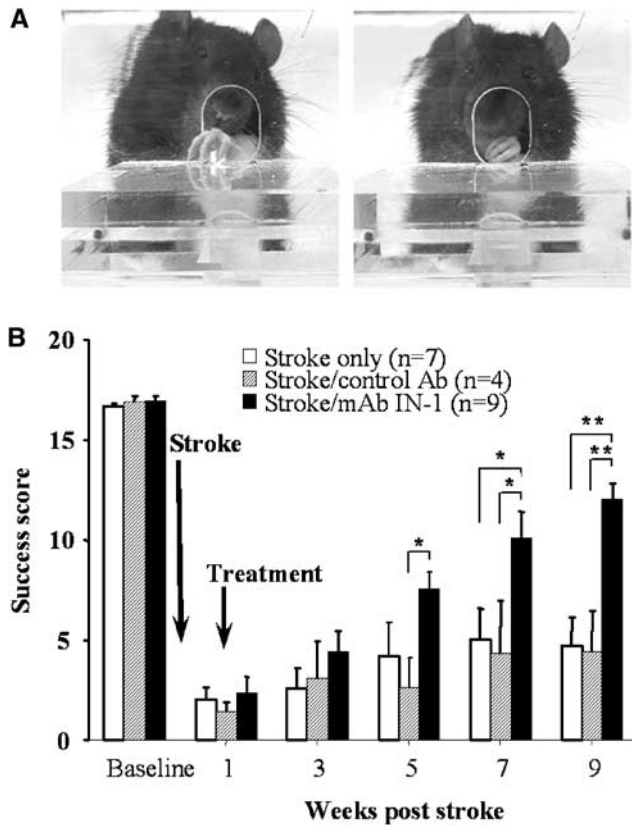 A
B
20
15
10
5
0
Success score
Stroke only (n=7)
Stroke/control Ab (n=4)
Stroke/mAb IN-1 (n=9)
Stroke
Treatment
*
*
*
**
**
Baseline 1 3 5 7 9
Weeks post stroke